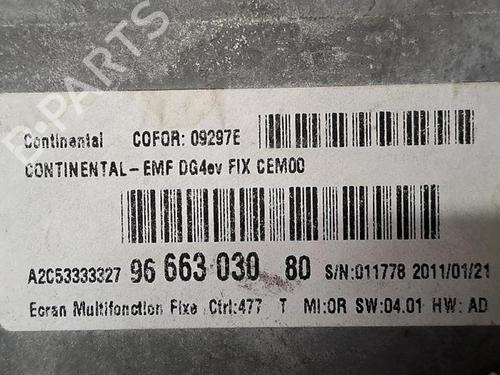 B-PARTS
Continental COFOR: 09297E
CONTINENTAL-EMF DG4ev FIX CEM00
A2C53333327 96 663 030 80 S/N:011778 2011/01/21
Ecran Multifonction Fixe Ctrl:477 T MI:OR SW:04.01 HW: AD